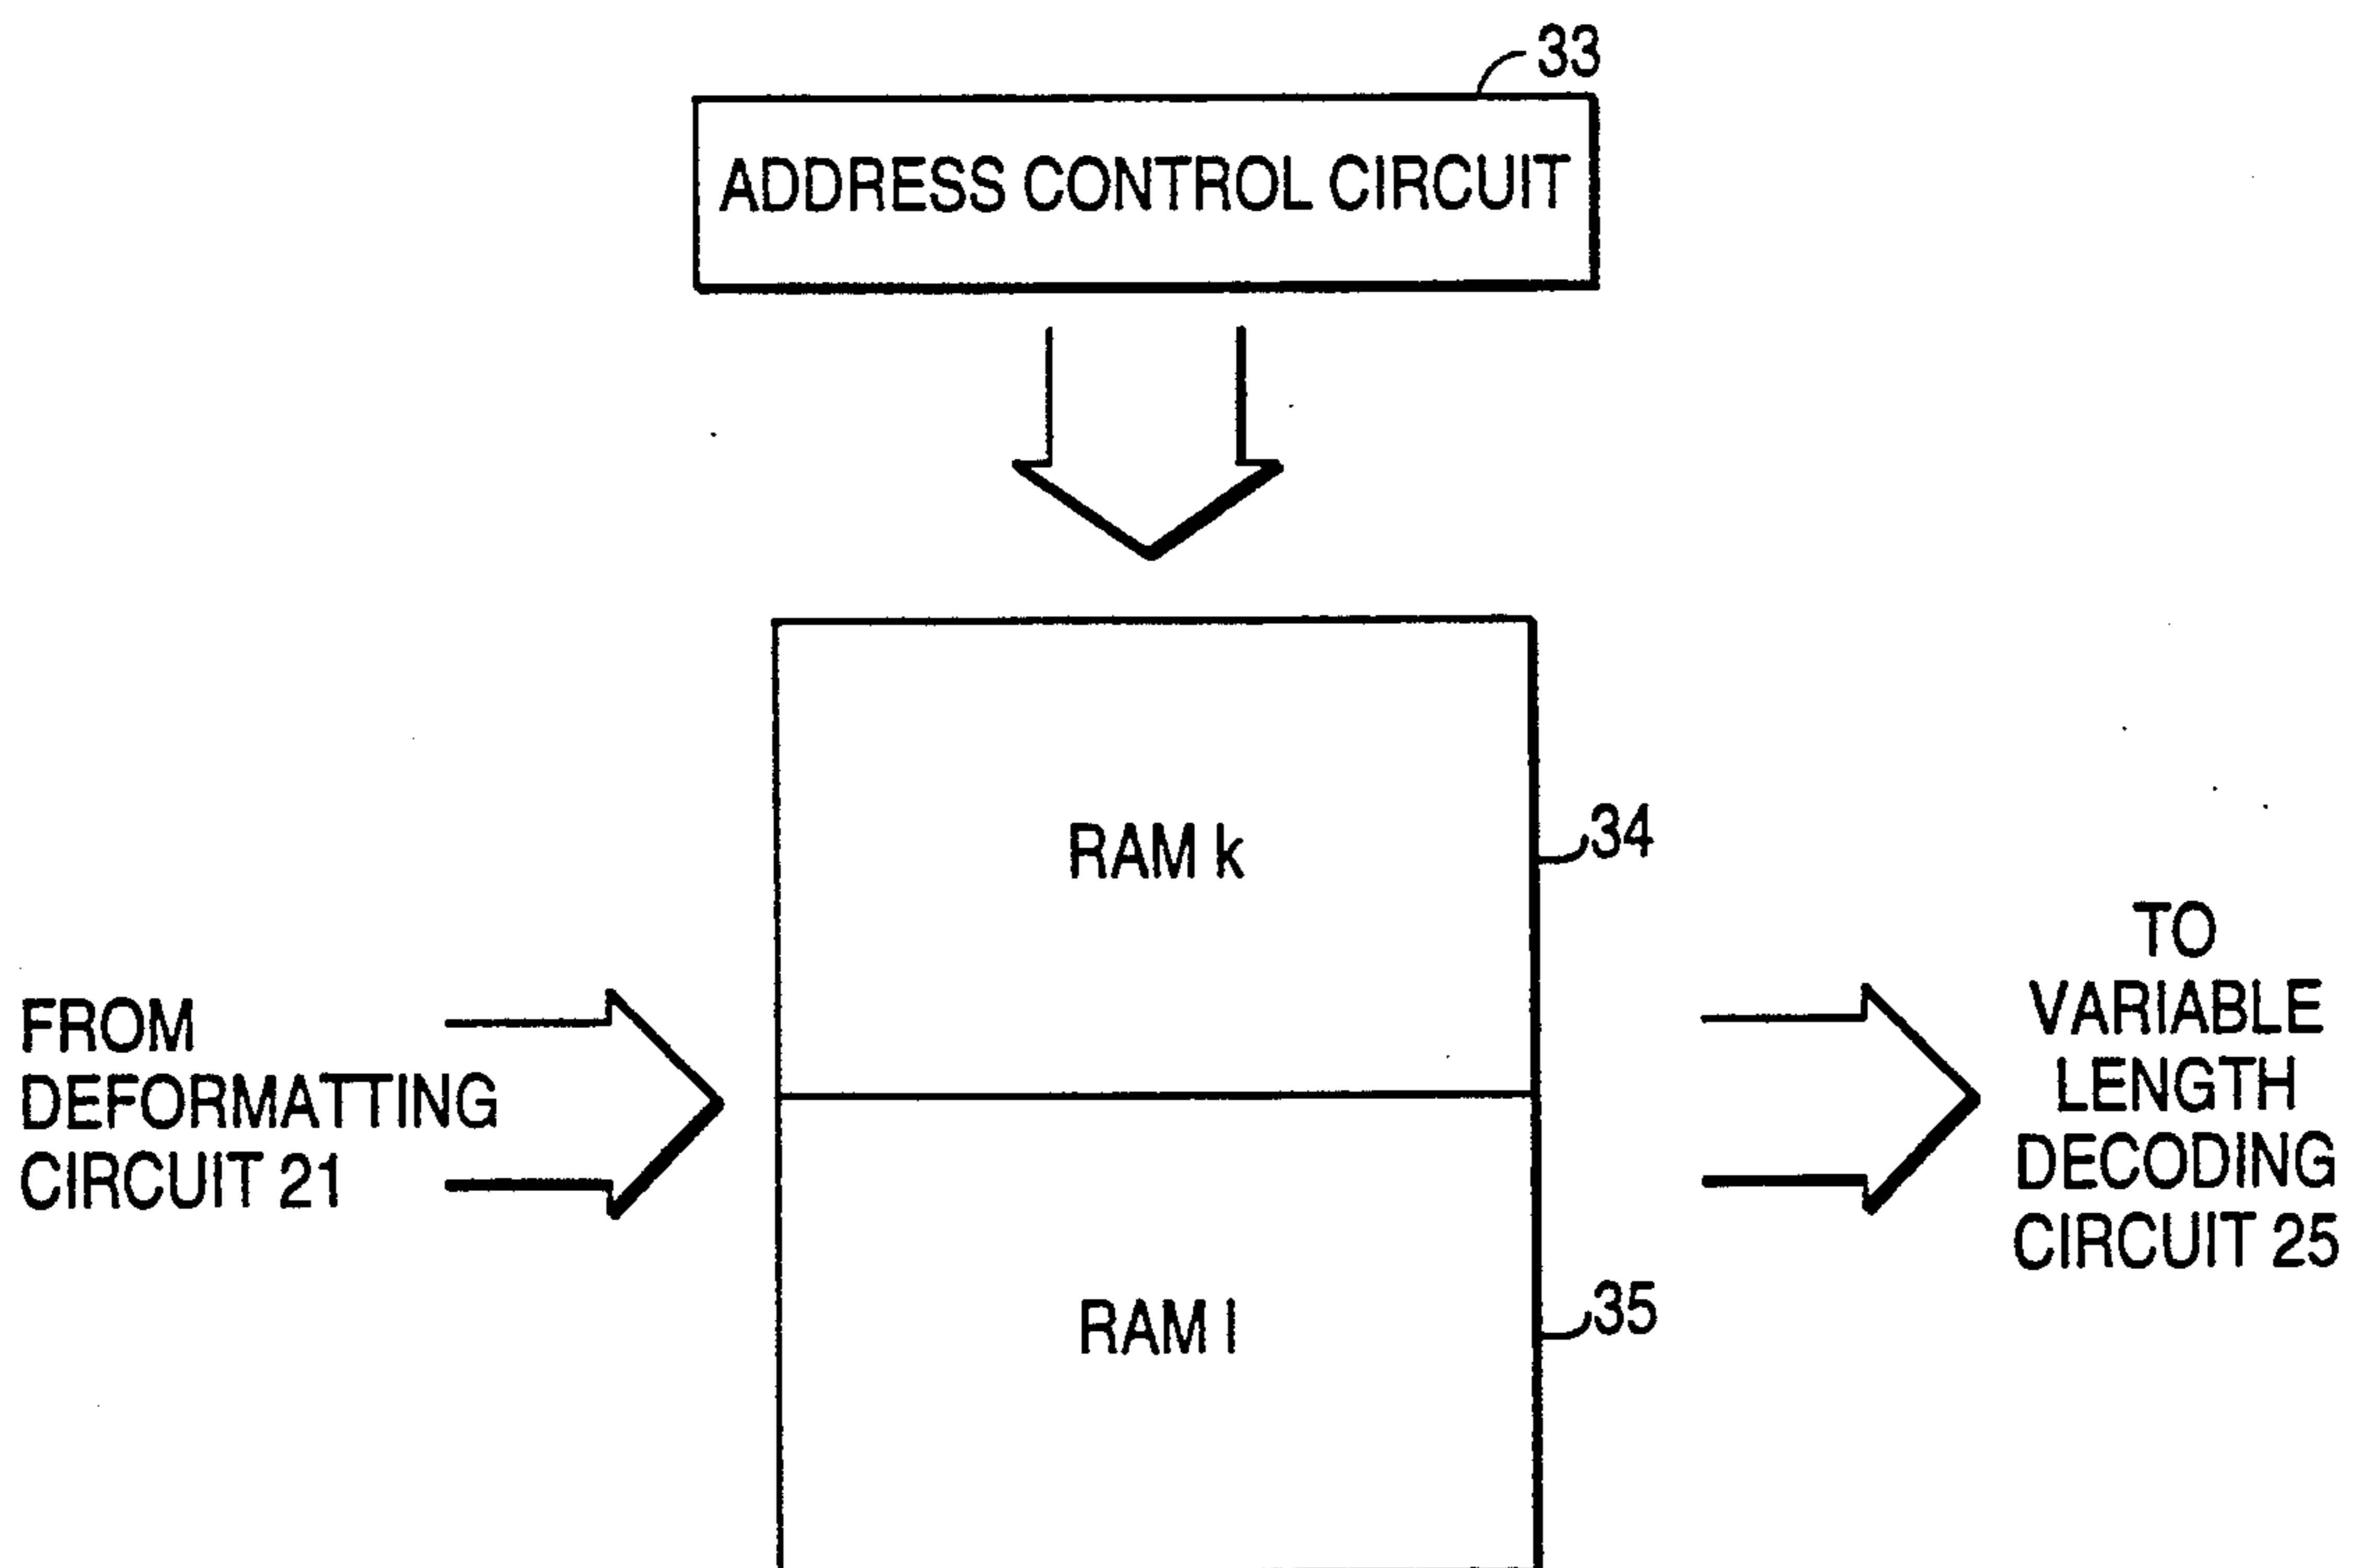 33
ADDRESS CONTROL CIRCUIT
RAM k
34
FROM
DEFORMATTING
CIRCUIT 21
TO
VARIABLE
LENGTH
DECODING
CIRCUIT 25
RAM l
35